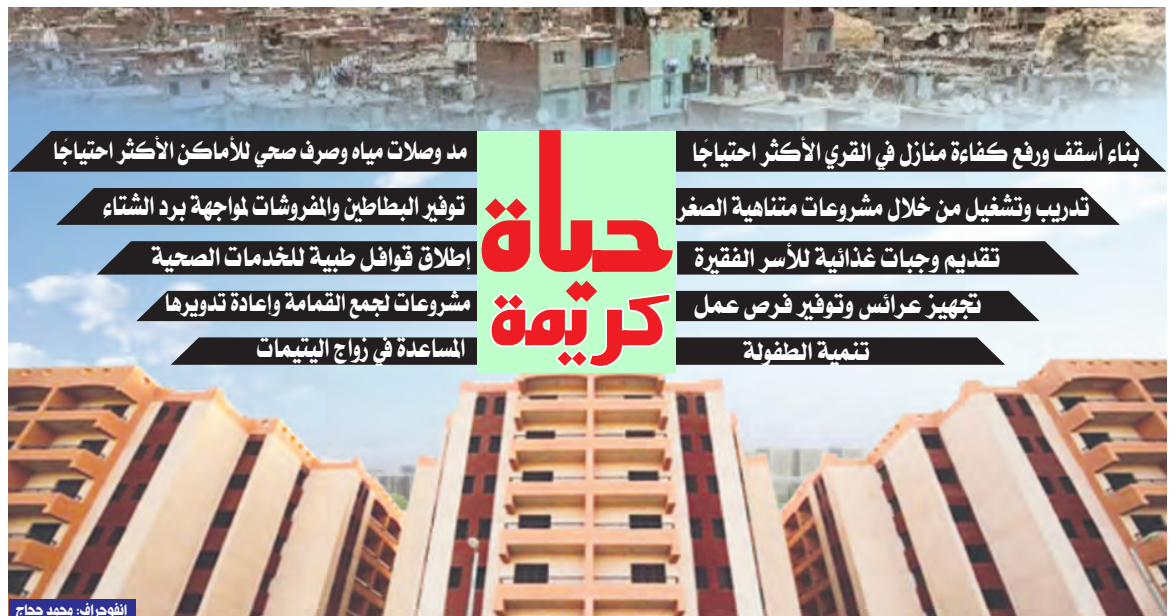 حياة
كريمة
بناء أسقف ورفع كفاءة منازل في القري الأكثر احتياجًا
تدريب وتشغيل من خلال مشروعات متناهية الصغر
تقديم وجبات غذائية للأسر الفقيرة
تجهيز عرائس وتوفير فرص عمل
تنمية الطفولة
مد وصلات مياه وصرف صحي للأماكن الأكثر احتياجًا
توفير البطاطين والمفروشات لمواجهة برد الشتاء
إطلاق قوافل طبية للخدمات الصحية
مشروعات لجمع القمامة وإعادة تدويرها
المساعدة في زواج اليتيمات
انفوجراف: محمد حجاج